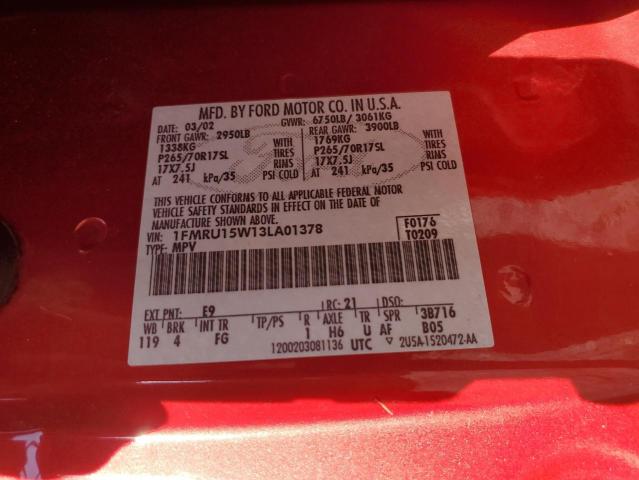 MFD. BY FORD MOTOR CO. IN U.S.A.
DATE: 03/02 GVWR: 6750LB/ 3061KG
FRONT GAWR: 2950LB REAR GAWR: 3900LB
1338KG WITH 1769KG WITH
P265/70R17SL TIRES P265/70R17SL TIRES
17X7.5J RIMS 17X7.5J RIMS
AT 241 kPa/35 PSI COLD AT 241 kPa/35 PSI COLD
THIS VEHICLE CONFORMS TO ALL APPLICABLE FEDERAL MOTOR
VEHICLE SAFETY STANDARDS IN EFFECT ON THE DATE OF
MANUFACTURE SHOWN ABOVE.
VIN: 1FMRU15W13LA01378 F0176
TYPE: MPV T0209
EXT PNT: E9 RC: 21 DSO:
WB BRK INT TR TP/PS R AXLE TR SPR 3B716
119 4 FG 1 H6 U AF B05
1200203081136 UTC ▽ 2U5A-1520472-AA